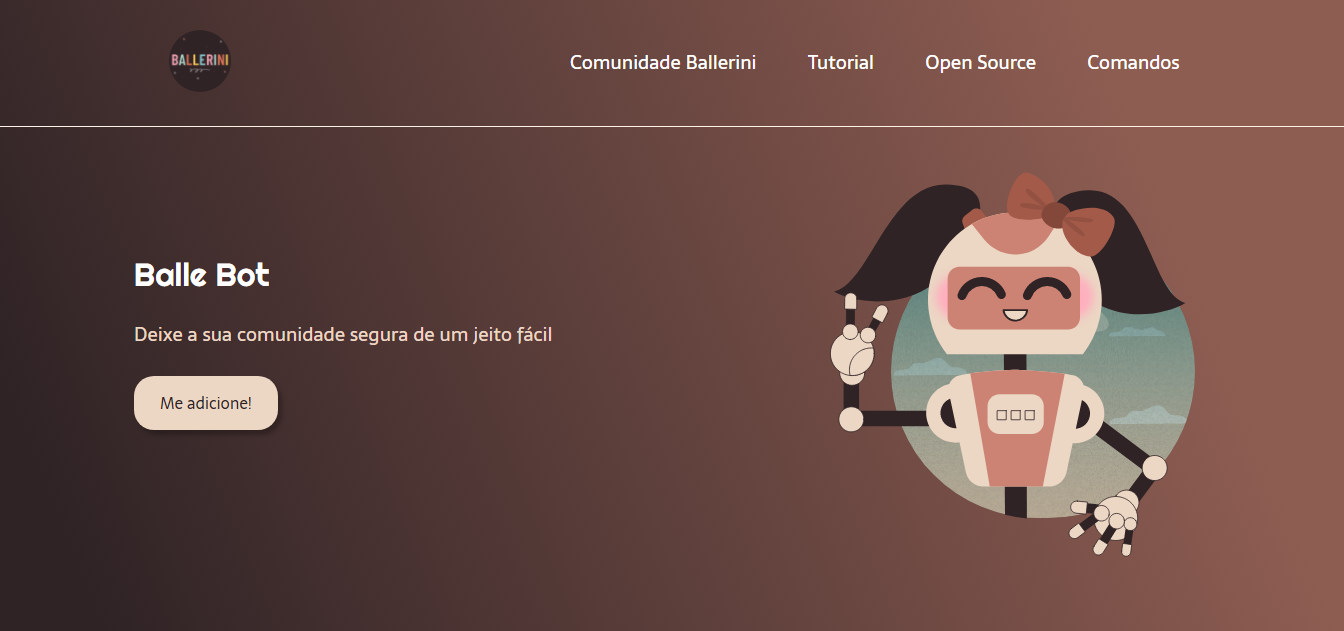 BALLERINI
Comunidade Ballerini
Tutorial
Open Source
Comandos
Balle Bot
Deixe a sua comunidade segura de um jeito fácil
Me adicione!